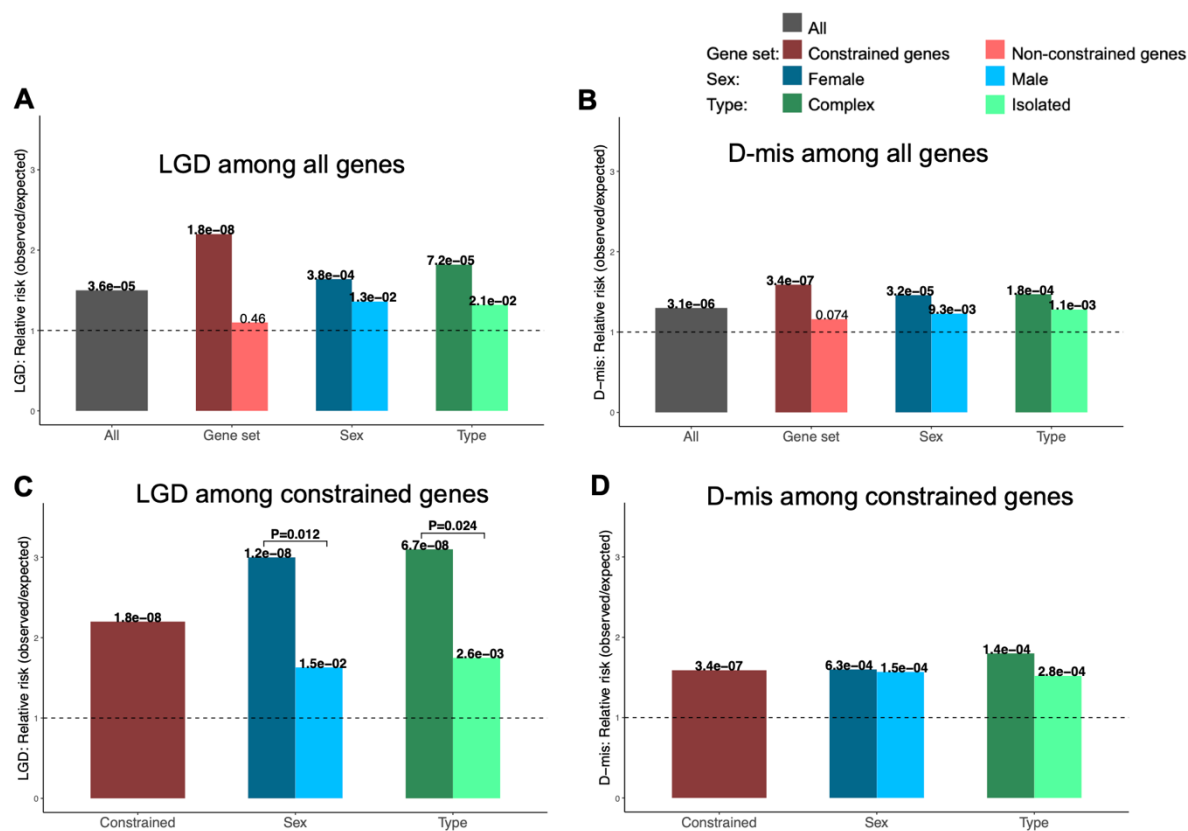 All
Gene set: Constrained genes Non-constrained genes
Sex: Female Male
Type: Complex Isolated
A
LGD among all genes
LGD: Relative risk (observed/expected)
3
2
1
0
3.6e−05
1.8e−08
0.46
3.8e−04
1.3e−02
7.2e−05
2.1e−02
All Gene set Sex Type
B
D-mis among all genes
D−mis: Relative risk (observed/expected)
3
2
1
0
3.1e−06
3.4e−07
0.074
3.2e−05
9.3e−03
1.8e−04
1.1e−03
All Gene set Sex Type
C
LGD among constrained genes
LGD: Relative risk (observed/expected)
3
2
1
0
1.8e−08
P=0.012
1.2e−08
1.5e−02
P=0.024
6.7e−08
2.6e−03
Constrained Sex Type
D
D-mis among constrained genes
D−mis: Relative risk (observed/expected)
3
2
1
0
3.4e−07
6.3e−04
1.5e−04
1.4e−04
2.8e−04
Constrained Sex Type